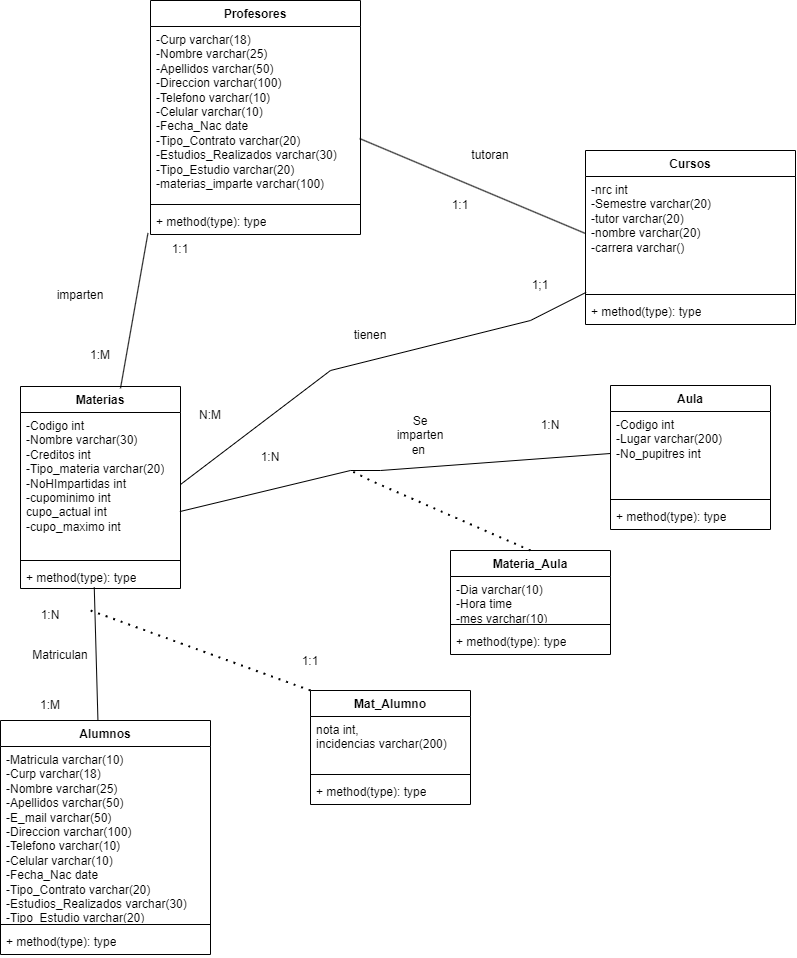 Profesores
-Curp varchar(18)
-Nombre varchar(25)
-Apellidos varchar(50)
-Direccion varchar(100)
-Telefono varchar(10)
-Celular varchar(10)
-Fecha_Nac date
-Tipo_Contrato varchar(20)
-Estudios_Realizados varchar(30)
-Tipo_Estudio varchar(20)
-materias_imparte varchar(100)
+ method(type): type
tutoran
1:1
Cursos
-nrc int
-Semestre varchar(20)
-tutor varchar(20)
-nombre varchar(20)
-carrera varchar()
+ method(type): type
1:1
imparten
1:M
1;1
tienen
N:M
Materias
-Codigo int
-Nombre varchar(30)
-Creditos int
-Tipo_materia varchar(20)
-NoHImpartidas int
-cupominimo int
cupo_actual int
-cupo_maximo int
+ method(type): type
1:N
Se
imparten
en
1:N
Aula
-Codigo int
-Lugar varchar(200)
-No_pupitres int
+ method(type): type
Materia_Aula
-Dia varchar(10)
-Hora time
-mes varchar(10)
+ method(type): type
1:N
Matriculan
1:M
1:1
Mat_Alumno
nota int,
incidencias varchar(200)
+ method(type): type
Alumnos
-Matricula varchar(10)
-Curp varchar(18)
-Nombre varchar(25)
-Apellidos varchar(50)
-E_mail varchar(50)
-Direccion varchar(100)
-Telefono varchar(10)
-Celular varchar(10)
-Fecha_Nac date
-Tipo_Contrato varchar(20)
-Estudios_Realizados varchar(30)
-Tipo_Estudio varchar(20)
+ method(type): type